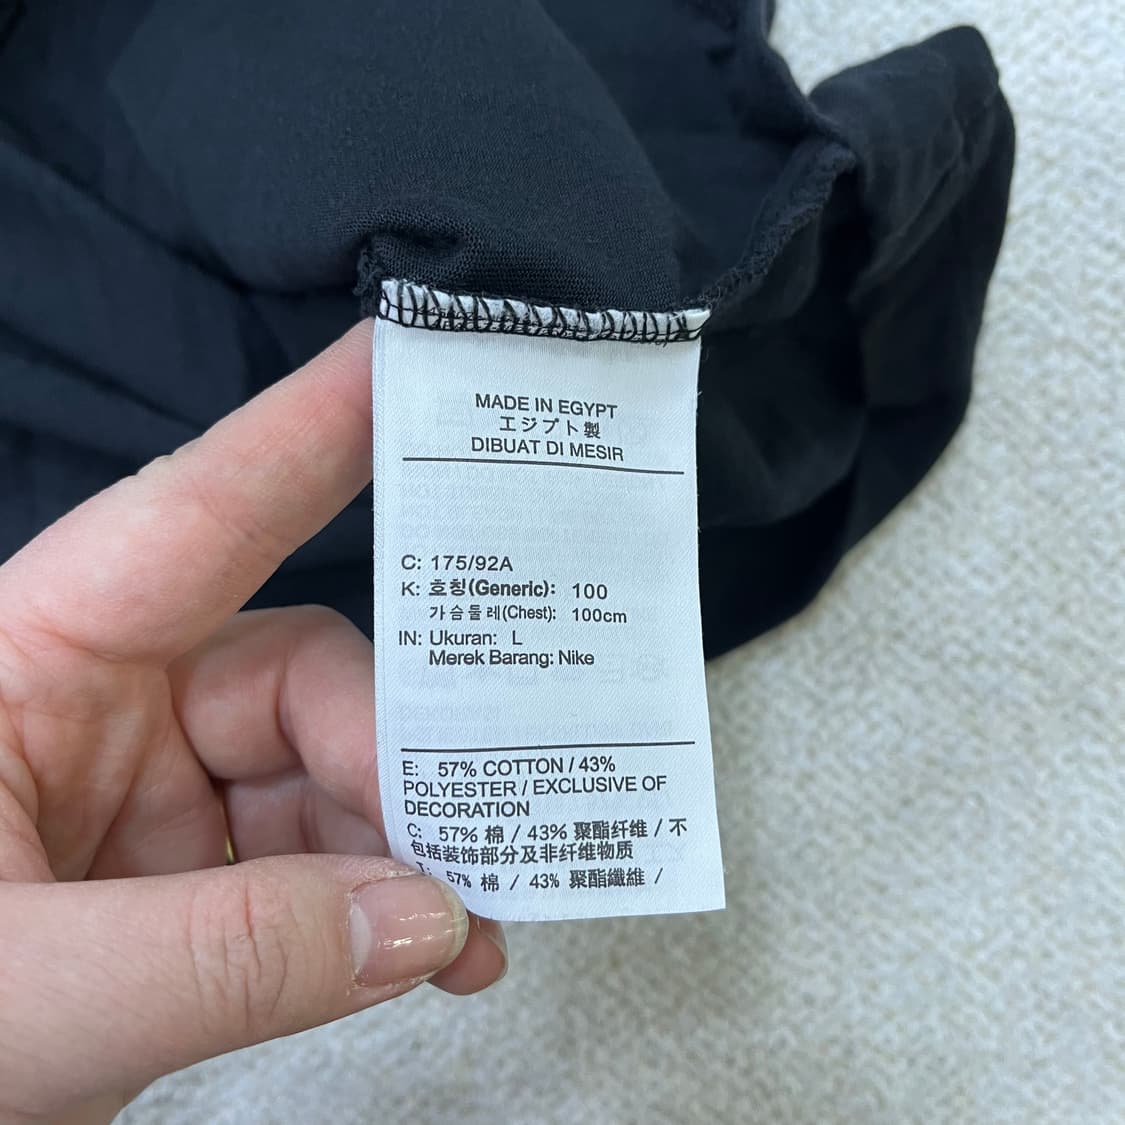 MADE IN EGYPT
エジプト製
DIBUAT DI MESIR
C: 175/92A
K: 호칭(Generic): 100
가슴둘레(Chest): 100cm
IN: Ukuran: L
Merek Barang: Nike
E: 57% COTTON / 43%
POLYESTER / EXCLUSIVE OF
DECORATION
C: 57% 棉 / 43% 聚酯纤维 / 不
包括装饰部分及非纤维物质
T: 57% 棉 / 43% 聚酯纖維 /